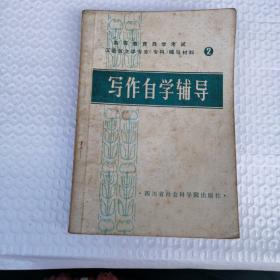 高等教育自学考试
汉语言文学专业(专科)辅导材料
2
写作自学辅导
四川省社会科学院出版社